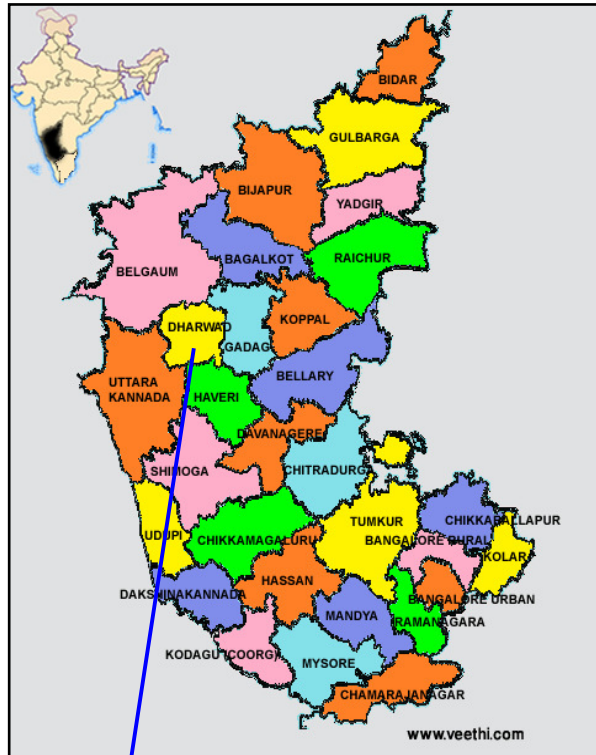 BIDAR
GULBARGA
BIJAPUR
YADGIR
BAGALKOT
RAICHUR
BELGAUM
KOPPAL
DHARWAD
GADAG
BELLARY
UTTARA
KANNADA
HAVERI
DAVANAGERE
SHIMOGA
CHITRADURGA
TUMKUR
CHIKKABALLAPUR
UDUPI
CHIKKAMAGALURU
BANGALORE RURAL
KOLAR
HASSAN
DAKSHINAKANNADA
BANGALORE URBAN
MANDYA
RAMANAGARA
KODAGU (COORG)
MYSORE
CHAMARAJANAGAR
www.veethi.com